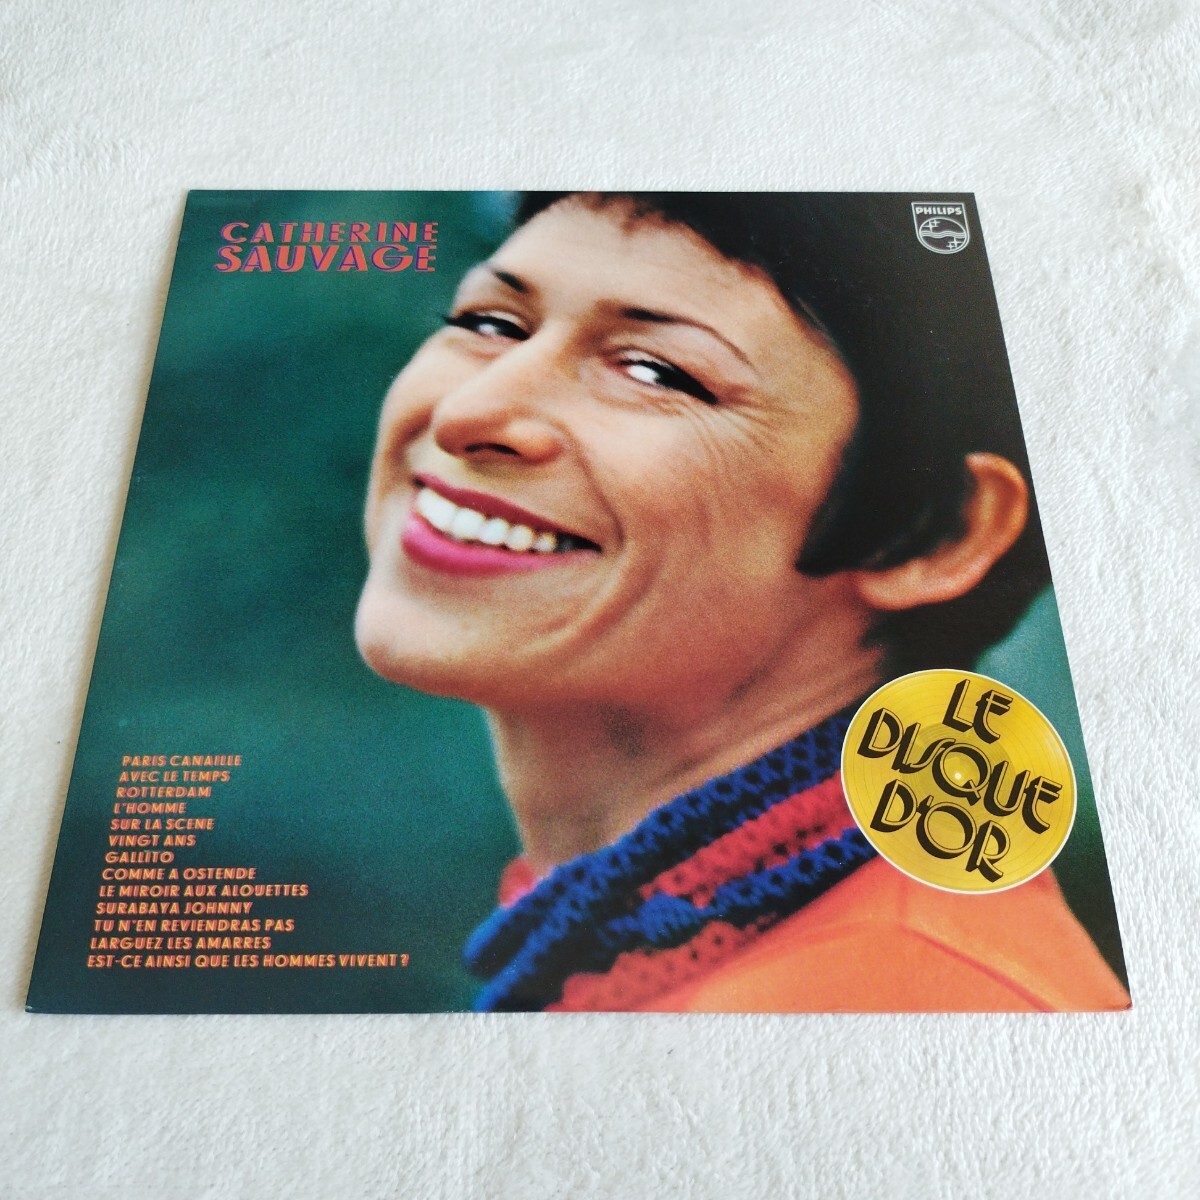 CATHERINE
SAUVAGE
PHILIPS
PARIS CANAILLE
AVEC LE TEMPS
ROTTERDAM
L'HOMME
SUR LA SCENE
VINGT ANS
GALLITO
COMME A OSTENDE
LE MIROIR AUX ALOUETTES
SURABAYA JOHNNY
TU N'EN REVIENDRAS PAS
LARGUEZ LES AMARRES
EST-CE AINSI QUE LES HOMMES VIVENT ?
LE
DISQUE
D'OR